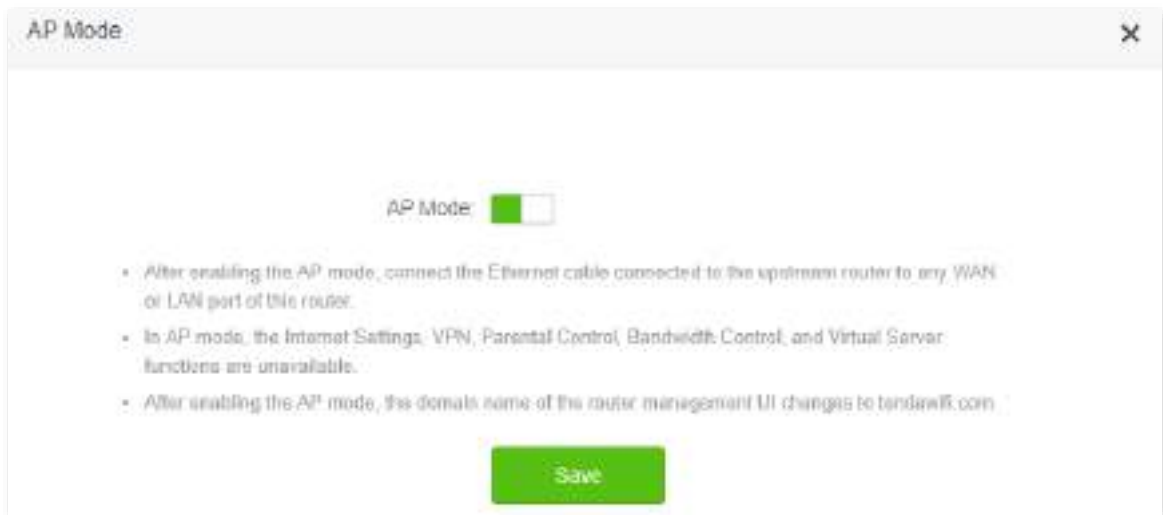 AP Mode
AP Mode:
• After enabling the AP mode, connect the Ethernet cable connected to the upstream router to any WAN
or LAN port of this router.
• In AP mode, the Internet Settings, VPN, Parental Control, Bandwidth Control, and Virtual Server
functions are unavailable.
• After enabling the AP mode, the domain name of the router management UI changes to tendawifi.com
Save